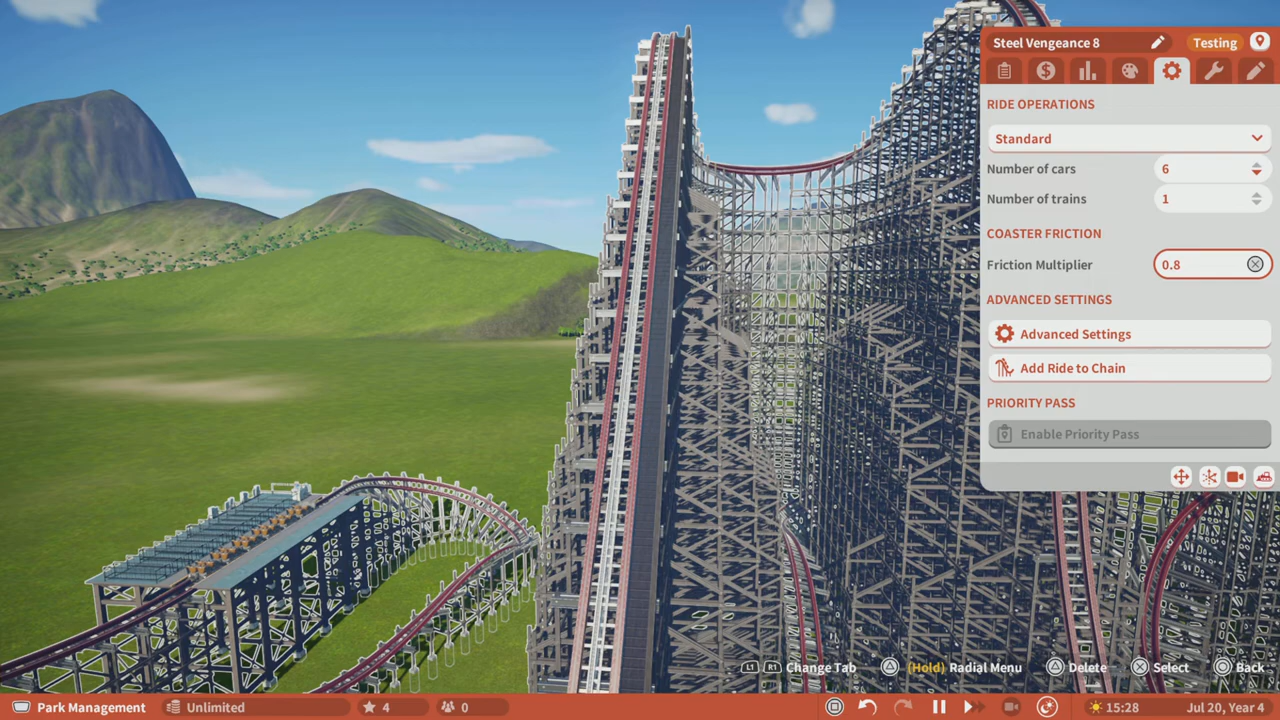 Steel Vengeance 8
Testing
RIDE OPERATIONS
Standard
Number of cars 6
Number of trains 1
COASTER FRICTION
Friction Multiplier 0.8
ADVANCED SETTINGS
Advanced Settings
Add Ride to Chain
PRIORITY PASS
Enable Priority Pass
L1 R1 Change Tab (Hold) Radial Menu Delete Select Back
Park Management Unlimited 4 0 15:28 Jul 20, Year 4